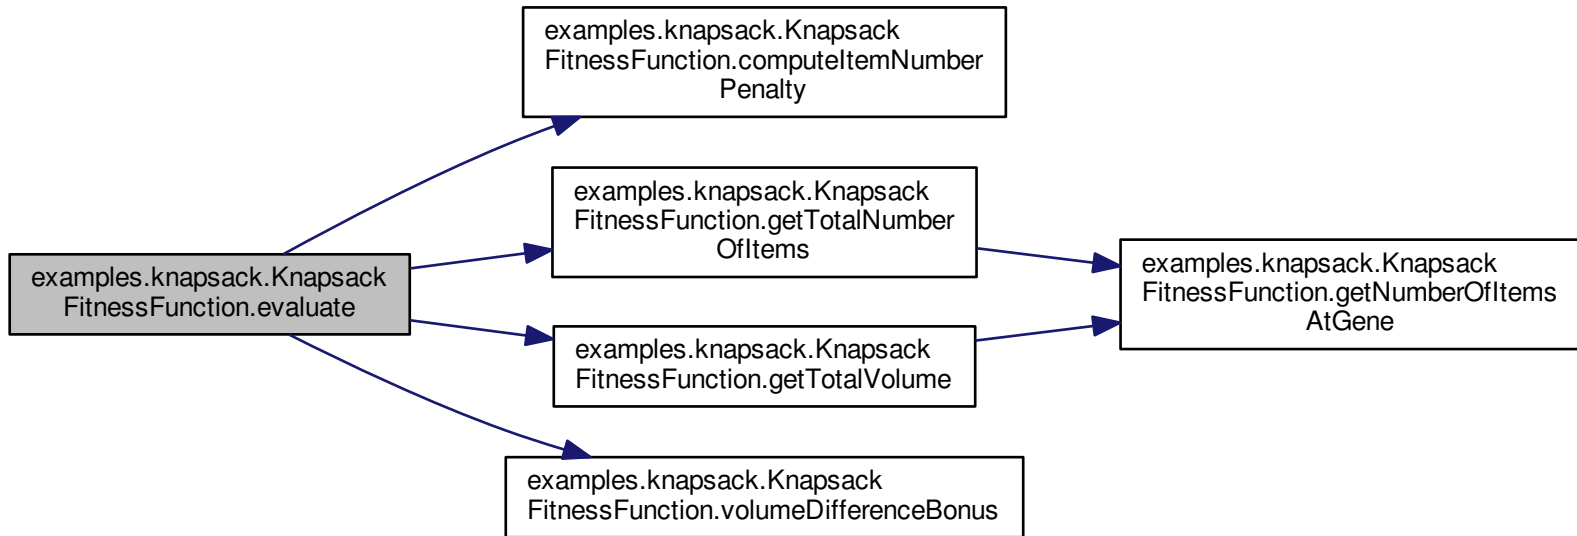 examples.knapsack.Knapsack
FitnessFunction.computeItemNumber
Penalty
examples.knapsack.Knapsack
FitnessFunction.getTotalNumber
OfItems
examples.knapsack.Knapsack
FitnessFunction.evaluate
examples.knapsack.Knapsack
FitnessFunction.getNumberOfItems
AtGene
examples.knapsack.Knapsack
FitnessFunction.getTotalVolume
examples.knapsack.Knapsack
FitnessFunction.volumeDifferenceBonus